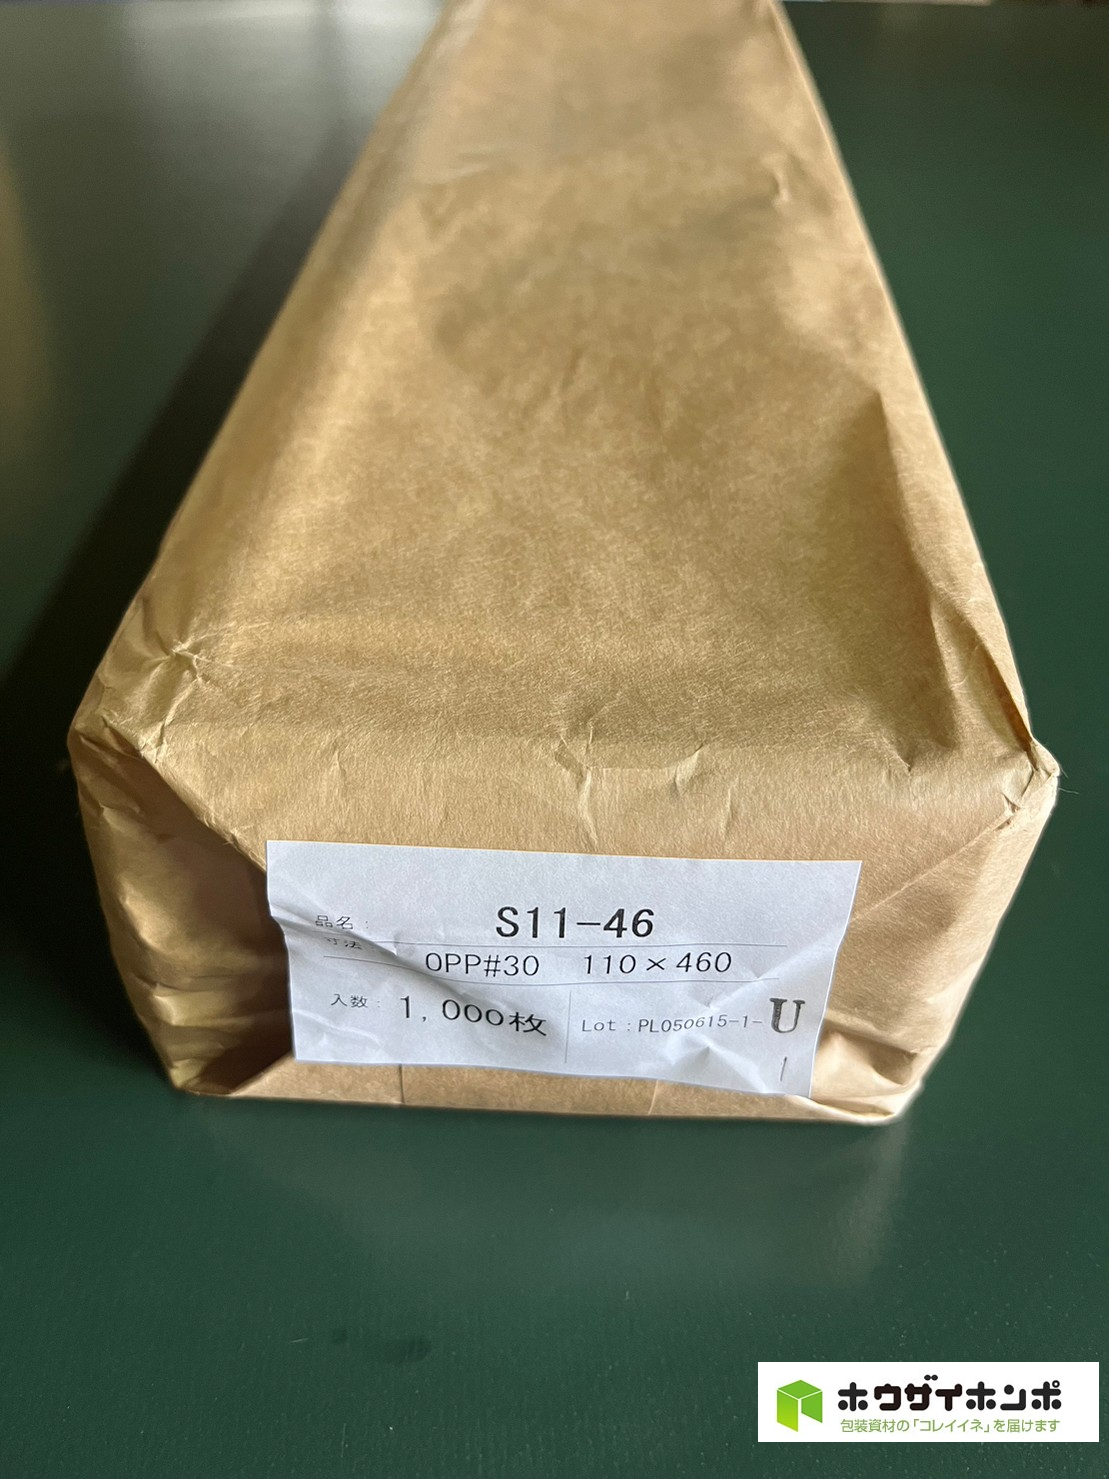 品名： S11-46
寸法 OPP#30 110×460
入数： 1,000枚 Lot：PL050615-1-U
↑
ホウザイホンポ
包装資材の「コレイイネ」を届けます